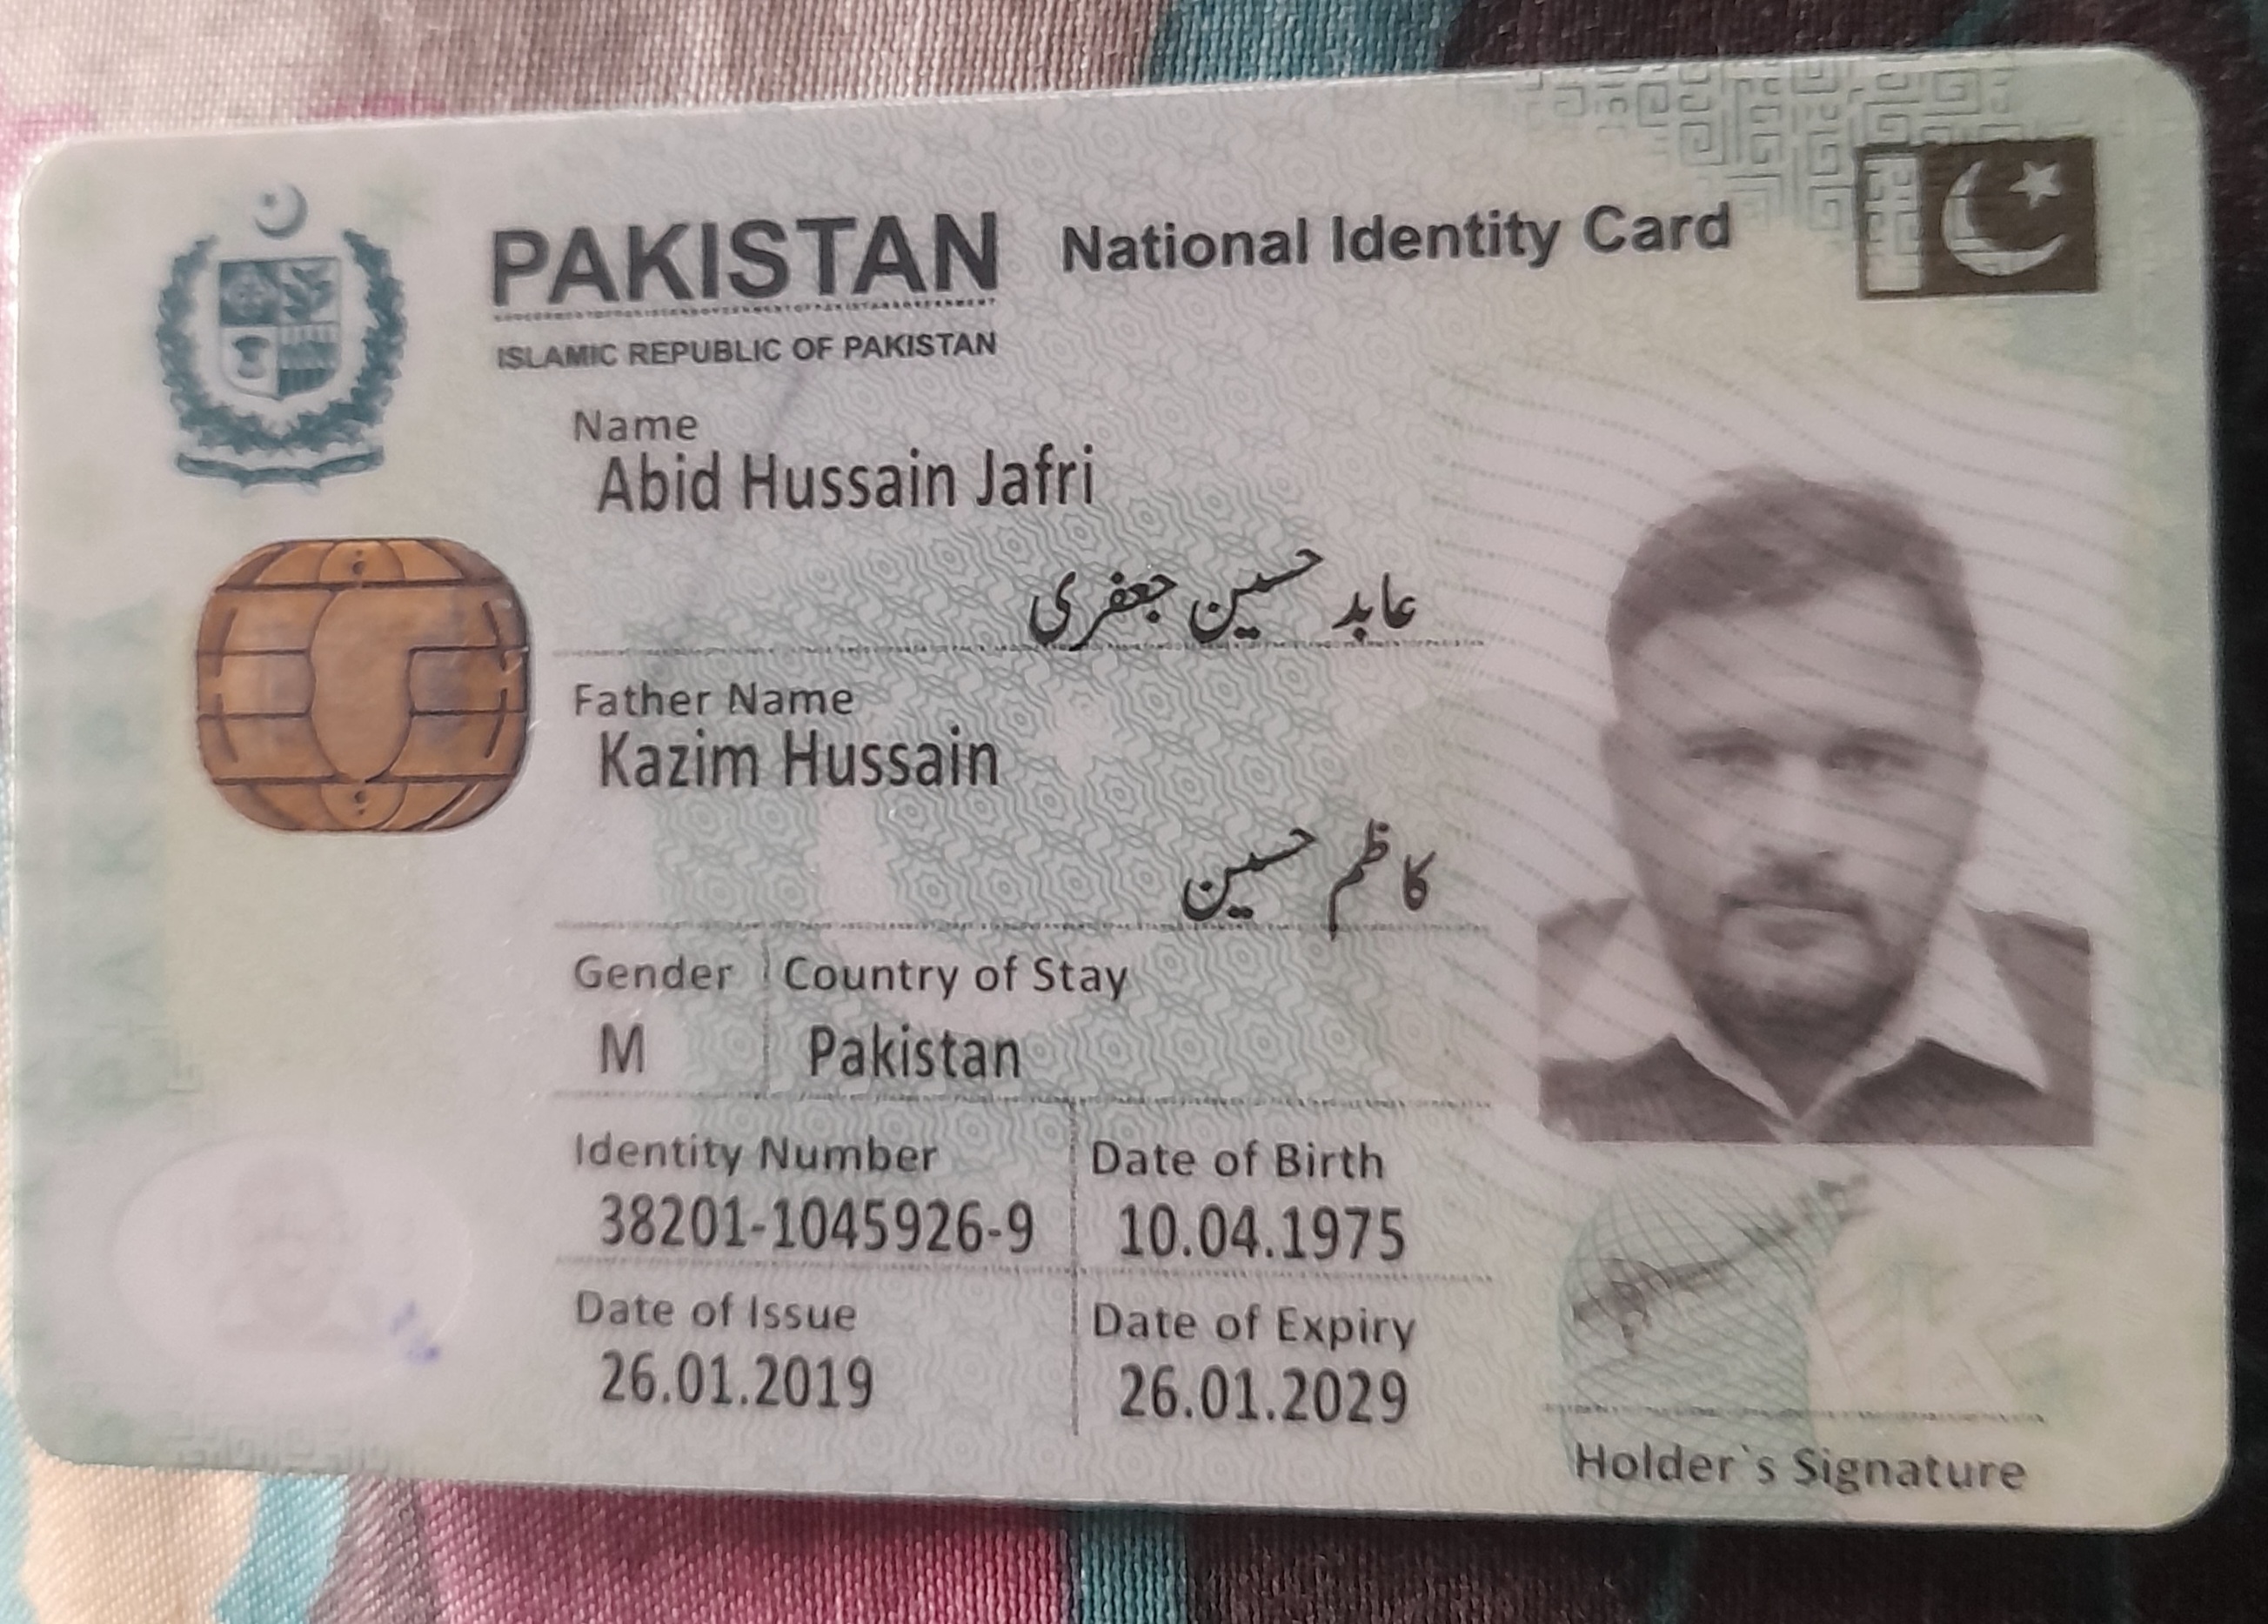 PAKISTAN National Identity Card
ISLAMIC REPUBLIC OF PAKISTAN
Name
Abid Hussain Jafri
عابد حسین جعفری
Father Name
Kazim Hussain
کاظم حسین
Gender Country of Stay
M Pakistan
Identity Number Date of Birth
38201-1045926-9 10.04.1975
Date of Issue Date of Expiry
26.01.2019 26.01.2029
Holder`s Signature